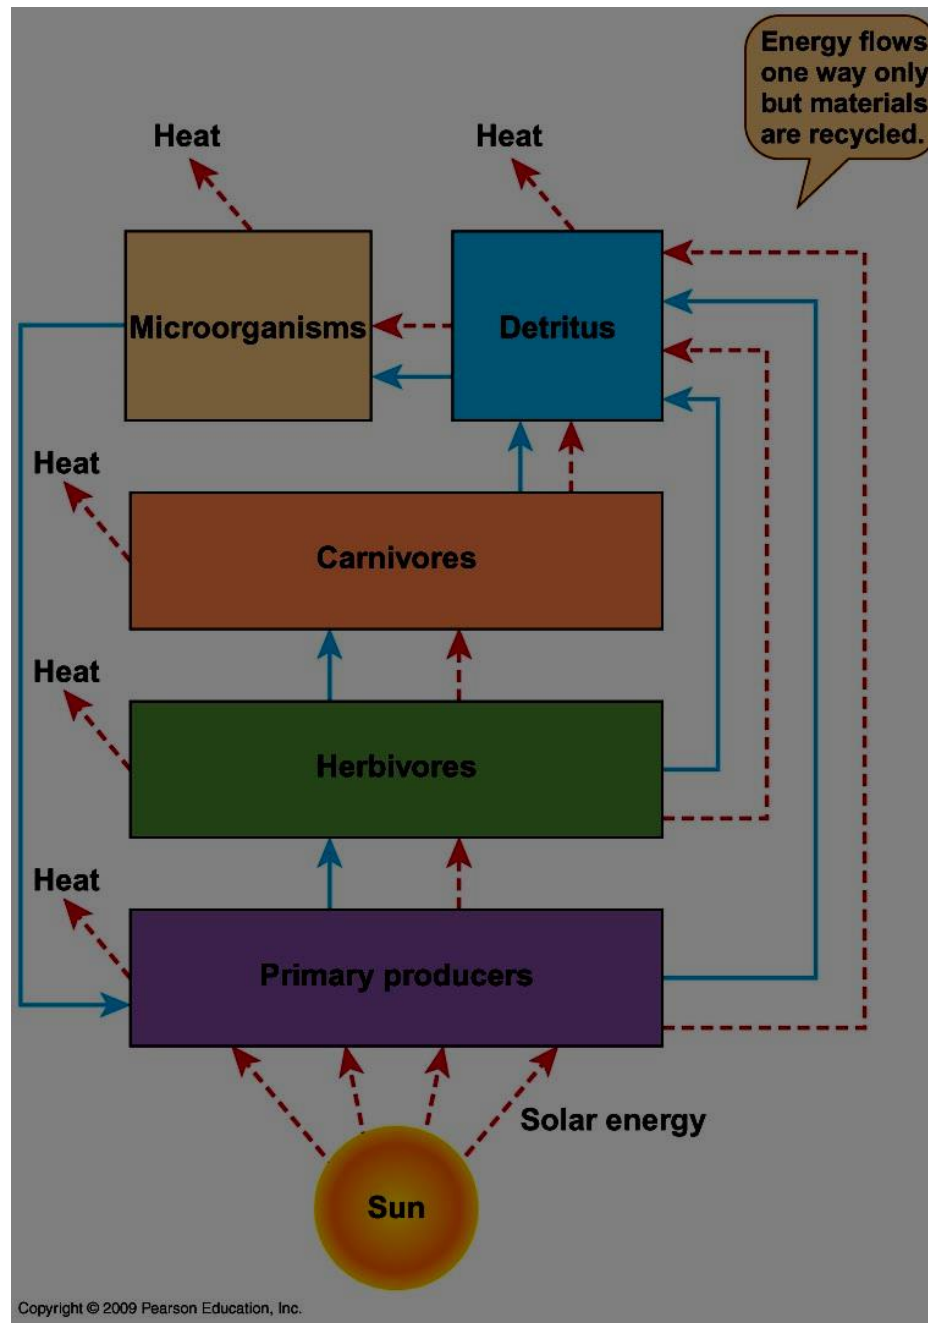 Energy flows
one way only
but materials
are recycled.
Heat
Heat
Microorganisms
Detritus
Heat
Carnivores
Heat
Herbivores
Heat
Primary producers
Solar energy
Sun
Copyright © 2009 Pearson Education, Inc.